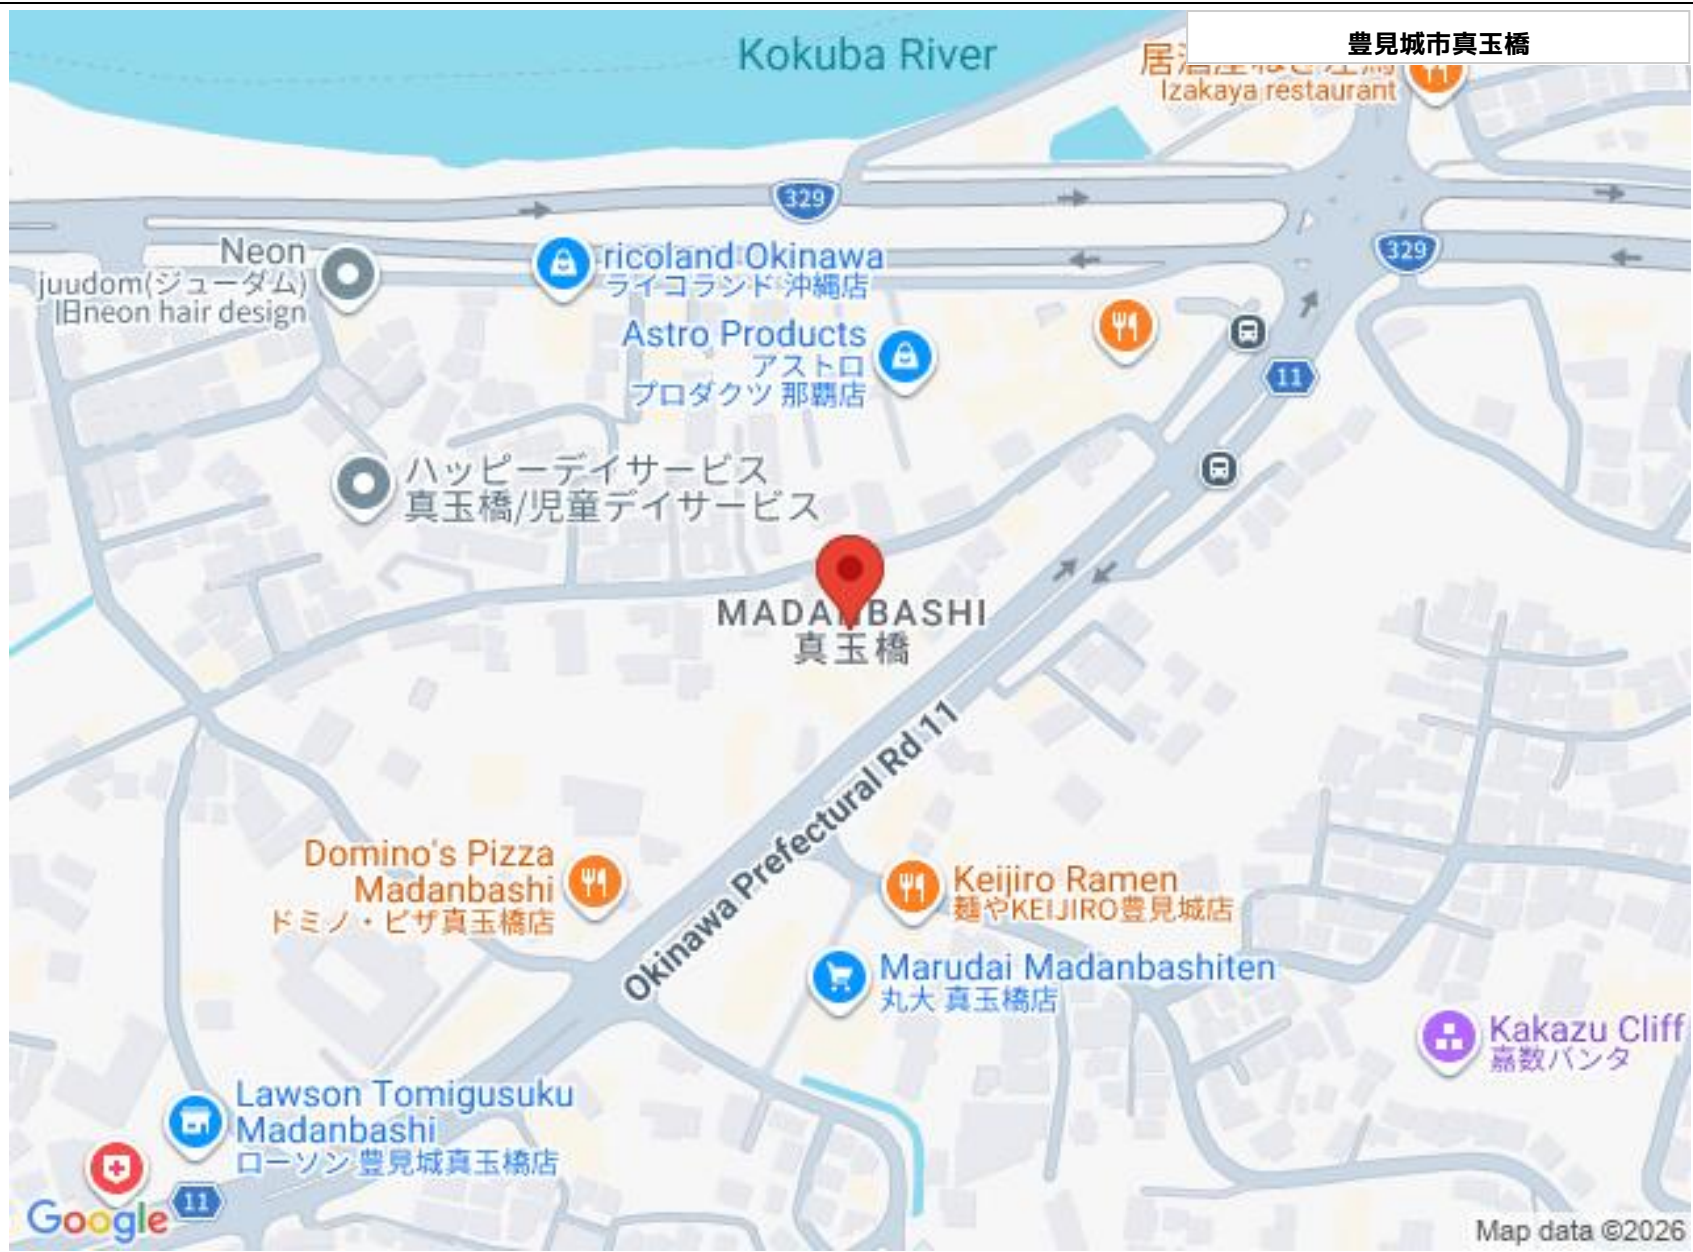 豊見城市真玉橋
Kokuba River
Izakaya restaurant
329
329
Neon
juudom(ジューダム)
旧neon hair design
ricoland Okinawa
ライコランド 沖縄店
Astro Products
アストロ
プロダクツ 那覇店
11
ハッピーデイサービス
真玉橋/児童デイサービス
MADANBASHI
真玉橋
Okinawa Prefectural Rd 11
Domino's Pizza
Madanbashi
ドミノ・ピザ真玉橋店
Keijiro Ramen
麺やKEIJIRO豊見城店
Marudai Madanbashiten
丸大 真玉橋店
Kakazu Cliff
嘉数バンタ
Lawson Tomigusuku
Madanbashi
ローソン 豊見城真玉橋店
11
Google
Map data ©2026